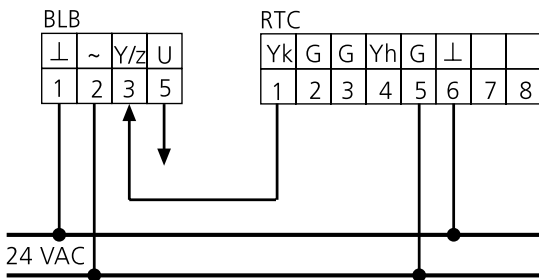 BLB
⊥ ~ Y/z U
1 2 3 5
RTC
Yk G G Yh G ⊥
1 2 3 4 5 6 7 8
24 VAC